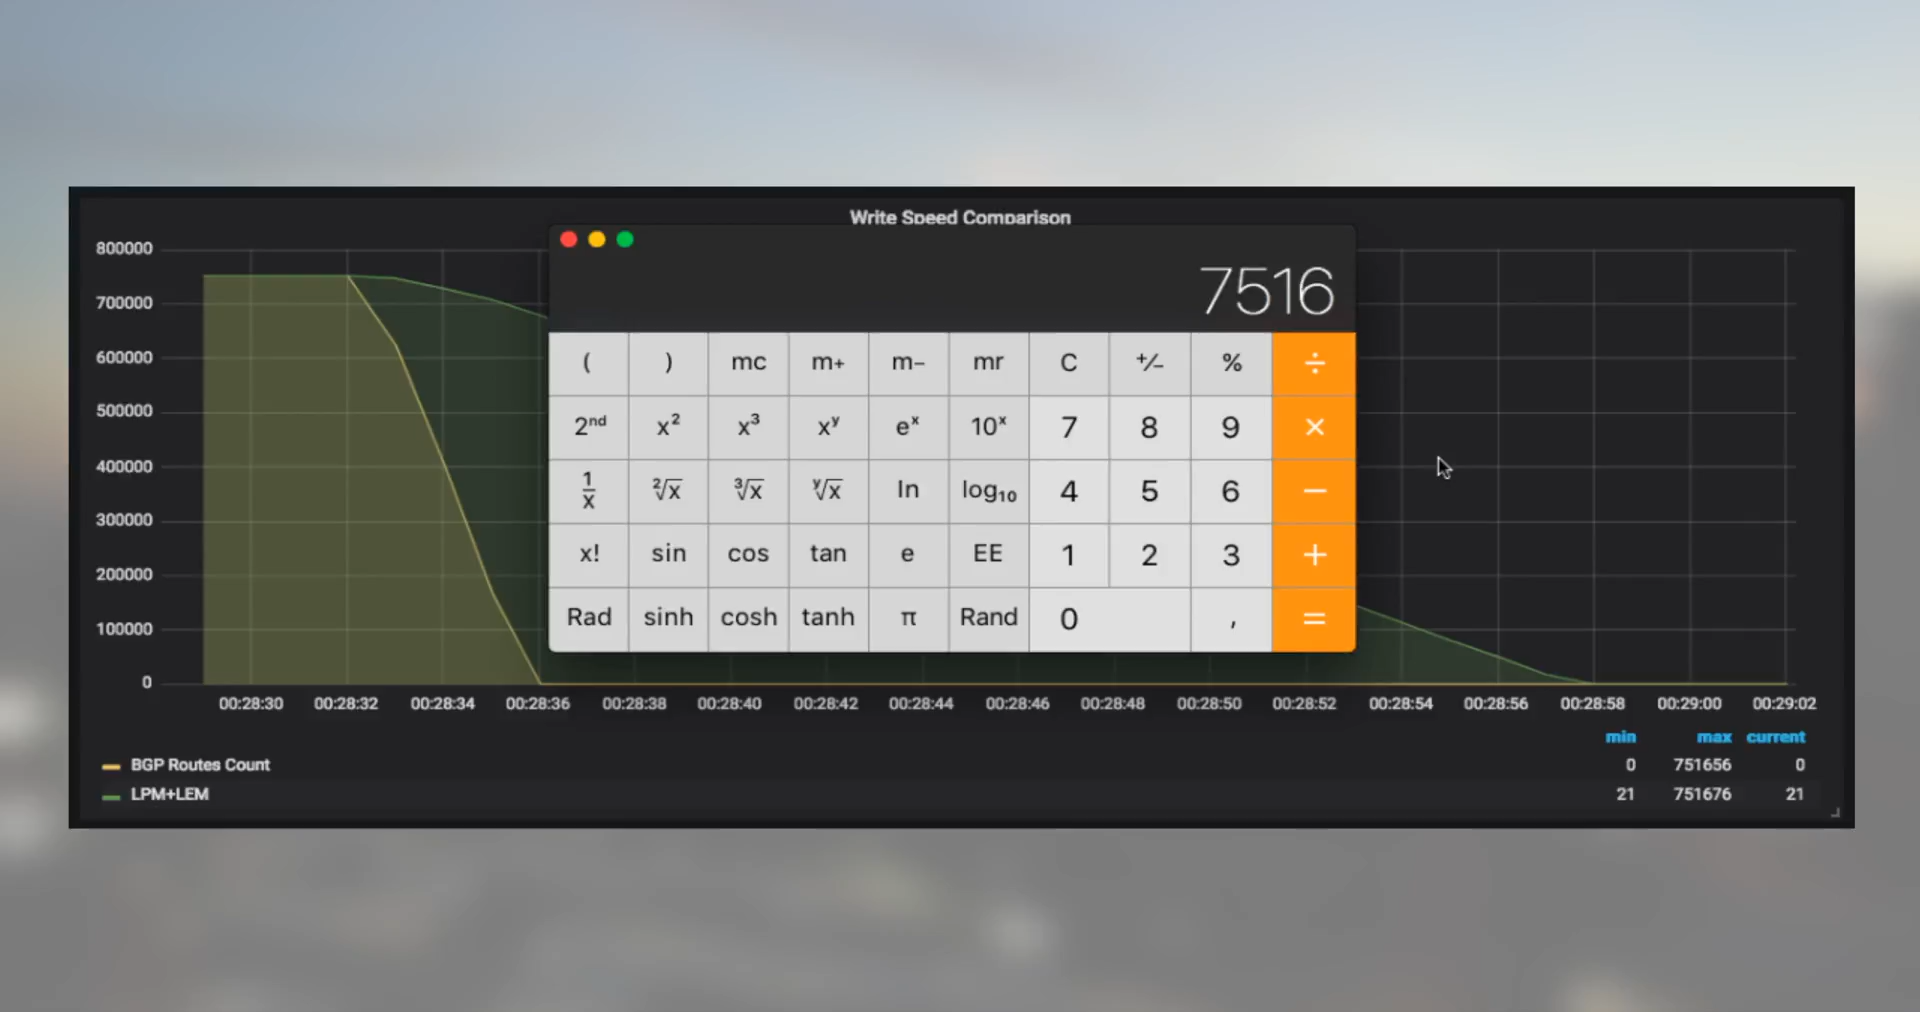 Write Speed Comparison
800000
700000
600000
500000
400000
300000
200000
100000
0
7516
( ) mc m+ m− mr C ⁺∕₋ % ÷
2ⁿᵈ x² x³ xʸ eˣ 10ˣ 7 8 9 ×
1/x ²√x ³√x ʸ√x ln log₁₀ 4 5 6 −
x! sin cos tan e EE 1 2 3 +
Rad sinh cosh tanh π Rand 0 , =
00:28:30 00:28:32 00:28:34 00:28:36 00:28:38 00:28:40 00:28:42 00:28:44 00:28:46 00:28:48 00:28:50 00:28:52 00:28:54 00:28:56 00:28:58 00:29:00 00:29:02
min max current
BGP Routes Count 0 751656 0
LPM+LEM 21 751676 21